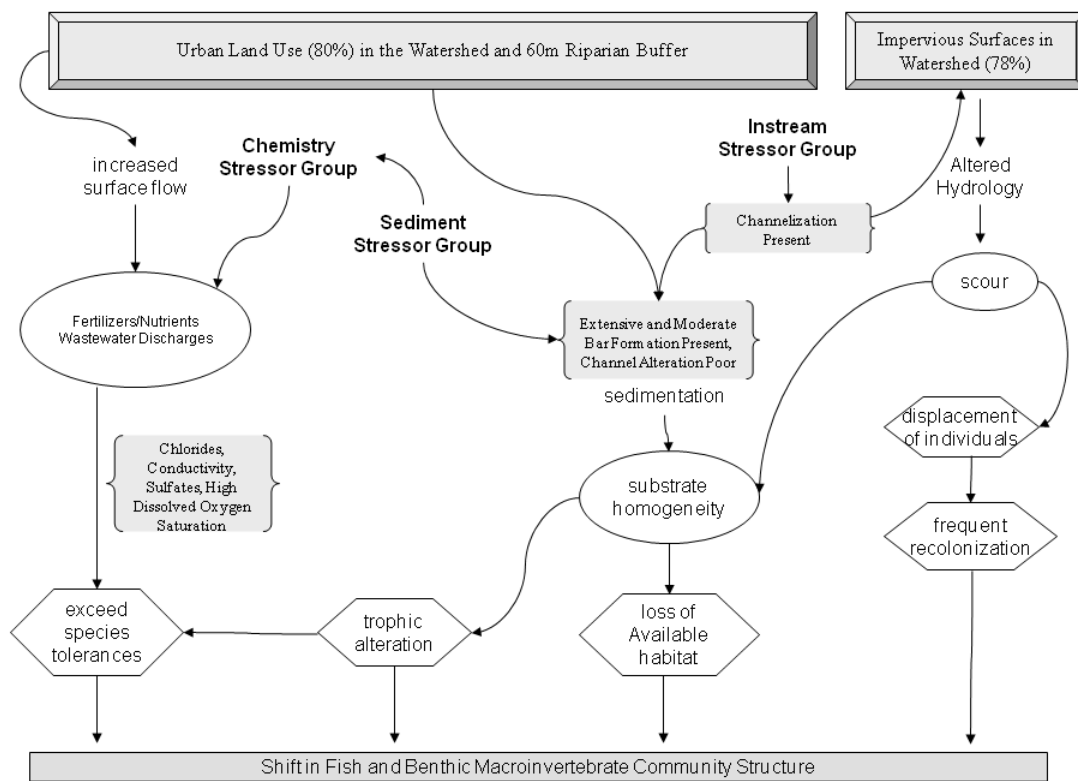 Urban Land Use (80%) in the Watershed and 60m Riparian Buffer
Impervious Surfaces in
Watershed (78%)
increased
surface flow
Chemistry
Stressor Group
Sediment
Stressor Group
Instream
Stressor Group
Altered
Hydrology
Channelization
Present
scour
Fertilizers/Nutrients
Wastewater Discharges
Extensive and Moderate
Bar Formation Present,
Channel Alteration Poor
sedimentation
displacement
of individuals
Chlorides,
Conductivity,
Sulfates, High
Dissolved Oxygen
Saturation
substrate
homogeneity
frequent
recolonization
exceed
species
tolerances
trophic
alteration
loss of
Available
habitat
Shift in Fish and Benthic Macroinvertebrate Community Structure